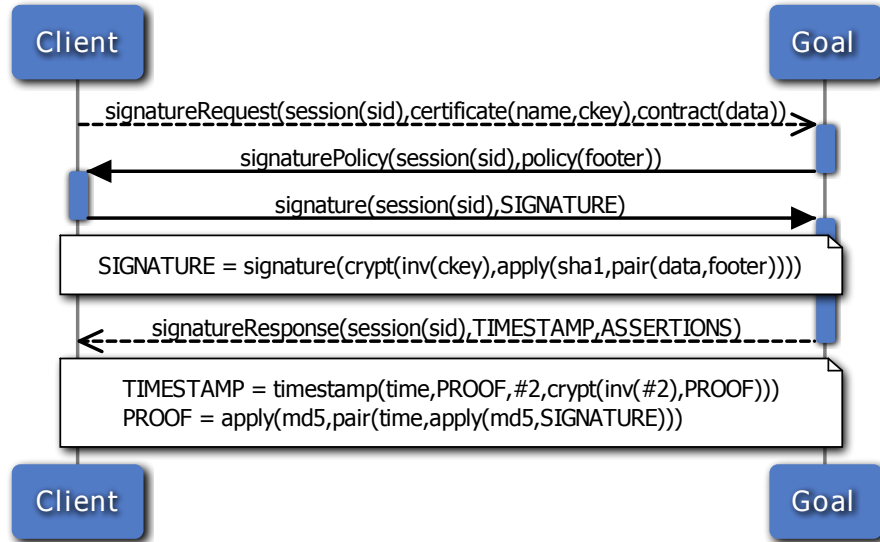 Client
Goal
signatureRequest(session(sid),certificate(name,ckey),contract(data))
signaturePolicy(session(sid),policy(footer))
signature(session(sid),SIGNATURE)
SIGNATURE = signature(crypt(inv(ckey),apply(sha1,pair(data,footer))))
signatureResponse(session(sid),TIMESTAMP,ASSERTIONS)
TIMESTAMP = timestamp(time,PROOF,#2,crypt(inv(#2),PROOF)))
PROOF = apply(md5,pair(time,apply(md5,SIGNATURE)))
Client
Goal